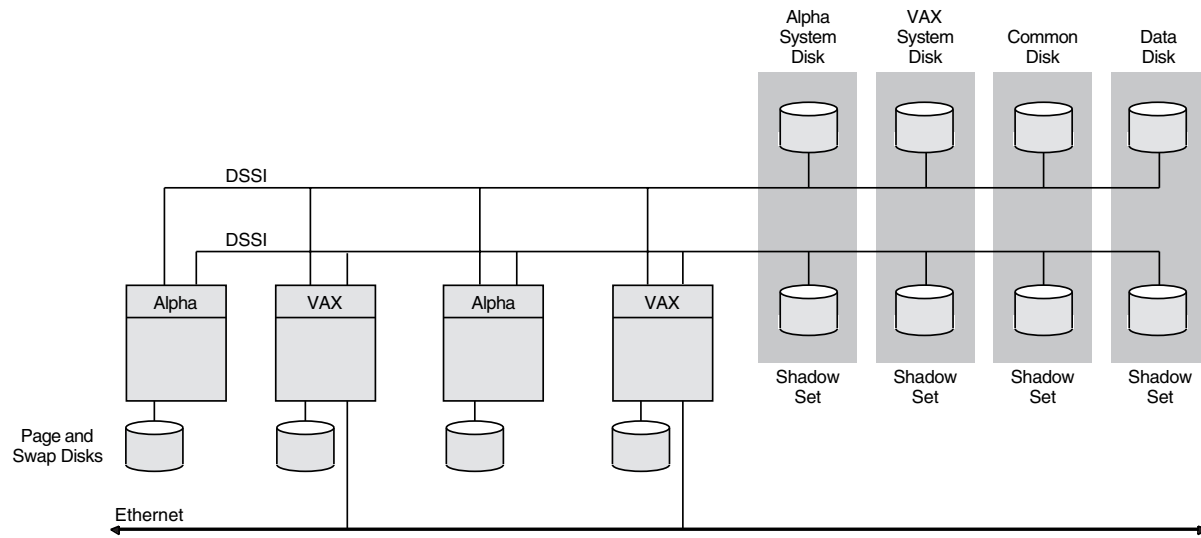 Alpha
System
Disk
VAX
System
Disk
Common
Disk
Data
Disk
DSSI
DSSI
Alpha
VAX
Alpha
VAX
Shadow
Set
Shadow
Set
Shadow
Set
Shadow
Set
Page and
Swap Disks
Ethernet